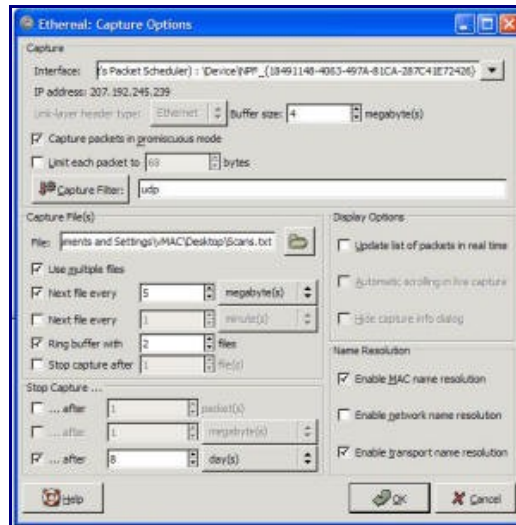 Ethereal: Capture Options
Capture
Interface: 's Packet Scheduler) : \Device\NPF_{18491148-4063-497A-81CA-287C41E72426}
IP address: 207.192.245.239
Link-layer header type: Ethernet Buffer size: 4 megabyte(s)
Capture packets in promiscuous mode
Limit each packet to 68 bytes
Capture Filter: udp
Capture File(s)
File: uments and Settings\yMAC\Desktop\Scans.txt
Use multiple files
Next file every 5 megabyte(s)
Next file every 1 minute(s)
Ring buffer with 2 files
Stop capture after 1 file(s)
Stop Capture ...
... after 1 packet(s)
... after 1 megabyte(s)
... after 8 day(s)
Display Options
Update list of packets in real time
Automatic scrolling in live capture
Hide capture info dialog
Name Resolution
Enable MAC name resolution
Enable network name resolution
Enable transport name resolution
Help
OK
Cancel